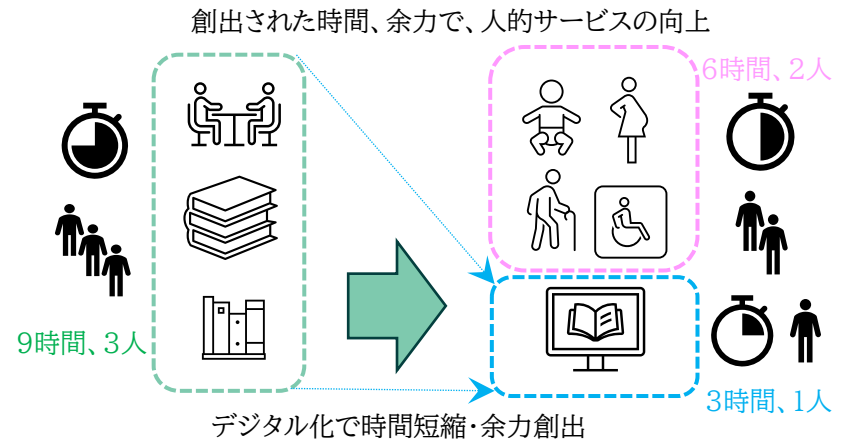 創出された時間、余力で、人的サービスの向上
6時間、2人
9時間、3人
3時間、1人
デジタル化で時間短縮・余力創出